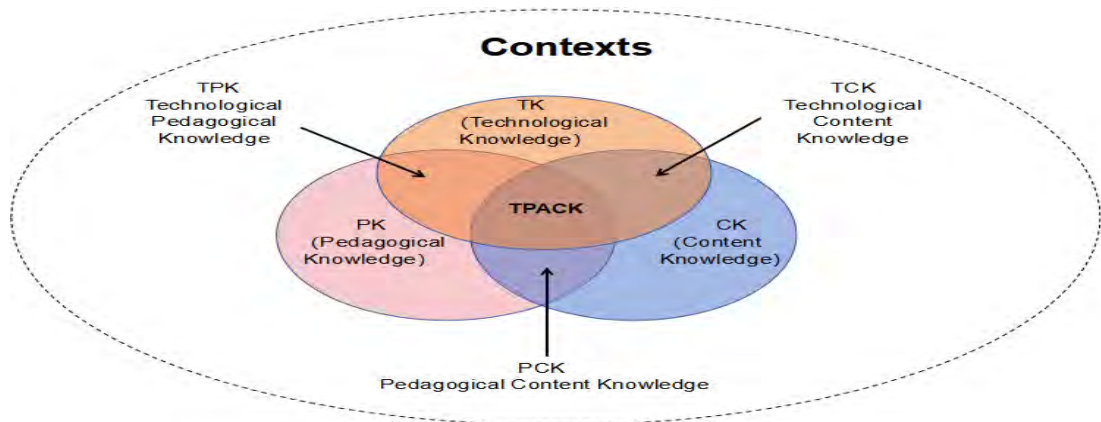 Contexts
TPK
Technological
Pedagogical
Knowledge
TK
(Technological
Knowledge)
TCK
Technological
Content
Knowledge
TPACK
PK
(Pedagogical
Knowledge)
CK
(Content
Knowledge)
PCK
Pedagogical Content Knowledge